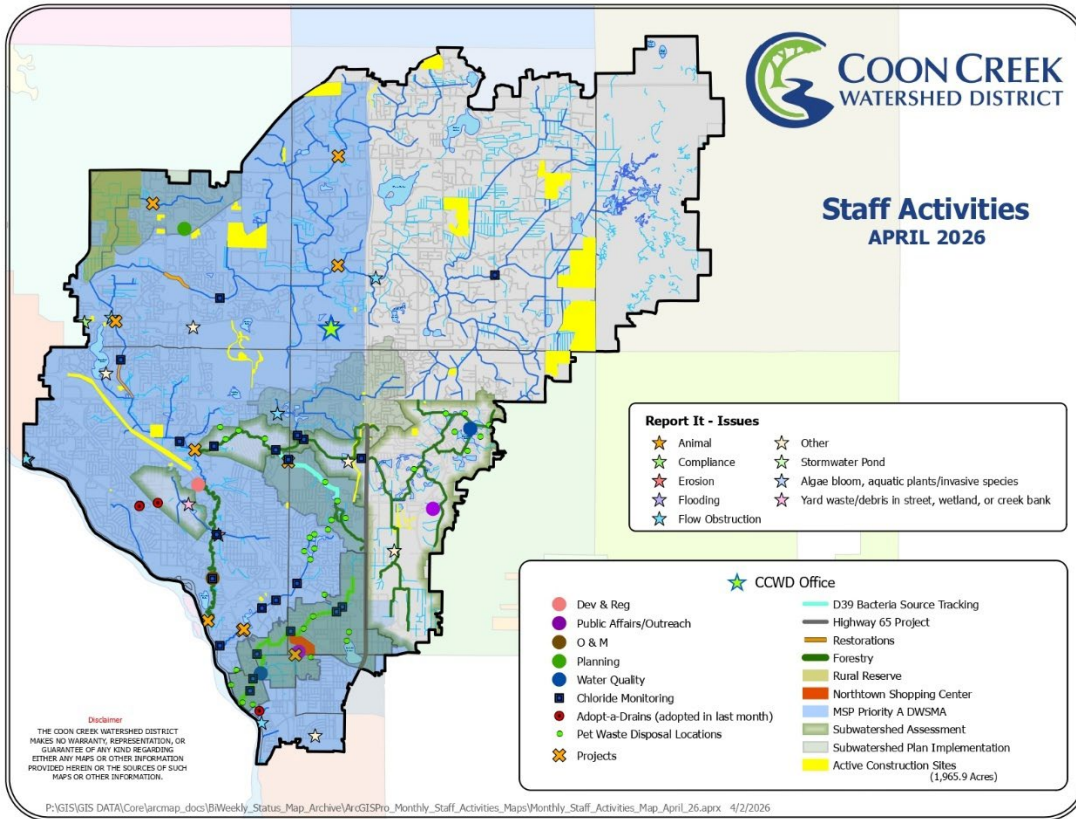 COON CREEK
WATERSHED DISTRICT
Staff Activities
APRIL 2026
Report It - Issues
Animal
Compliance
Erosion
Flooding
Flow Obstruction
Other
Stormwater Pond
Algae bloom, aquatic plants/invasive species
Yard waste/debris in street, wetland, or creek bank
CCWD Office
Dev & Reg
Public Affairs/Outreach
O & M
Planning
Water Quality
Chloride Monitoring
Adopt-a-Drains (adopted in last month)
Pet Waste Disposal Locations
Projects
D39 Bacteria Source Tracking
Highway 65 Project
Restorations
Forestry
Rural Reserve
Northtown Shopping Center
MSP Priority A DWSMA
Subwatershed Assessment
Subwatershed Plan Implementation
Active Construction Sites
(1,965.9 Acres)
Disclaimer
THE COON CREEK WATERSHED DISTRICT
MAKES NO WARRANTY, REPRESENTATION, OR
GUARANTEE OF ANY KIND REGARDING
EITHER ANY MAPS OR OTHER INFORMATION
PROVIDED HEREIN OR THE SOURCES OF SUCH
MAPS OR OTHER INFORMATION.
P:\GIS\GIS DATA\Core\arcmap_docs\BiWeekly_Status_Map_Archive\ArcGISPro_Monthly_Staff_Activities_Maps\Monthly_Staff_Activities_Map_April_26.aprx 4/2/2026